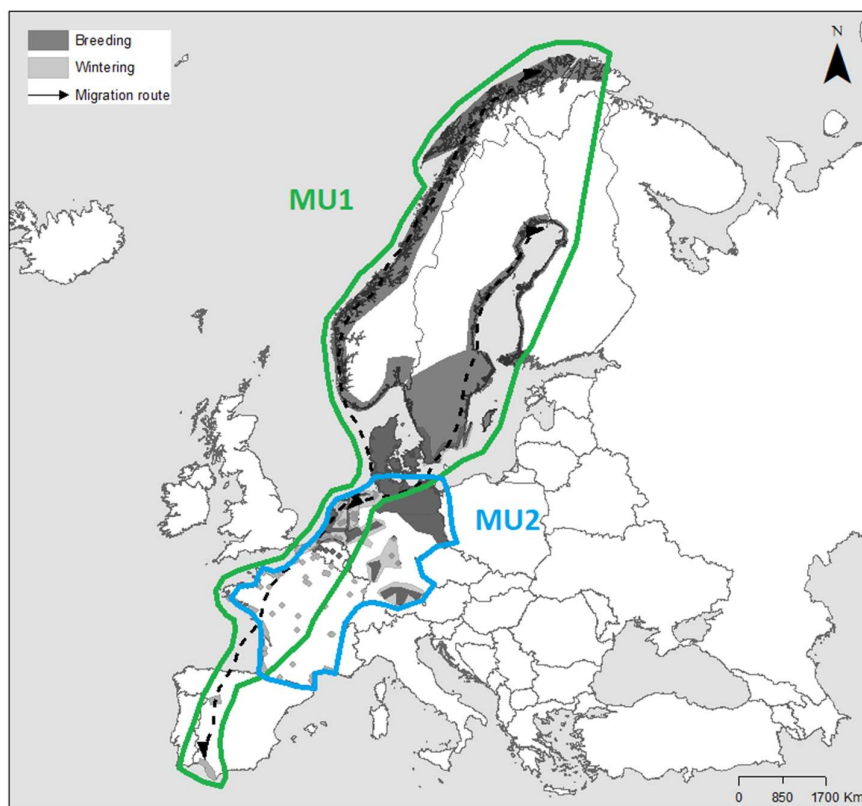 Breeding
Wintering
Migration route
N
MU1
MU2
0 850 1700 Km